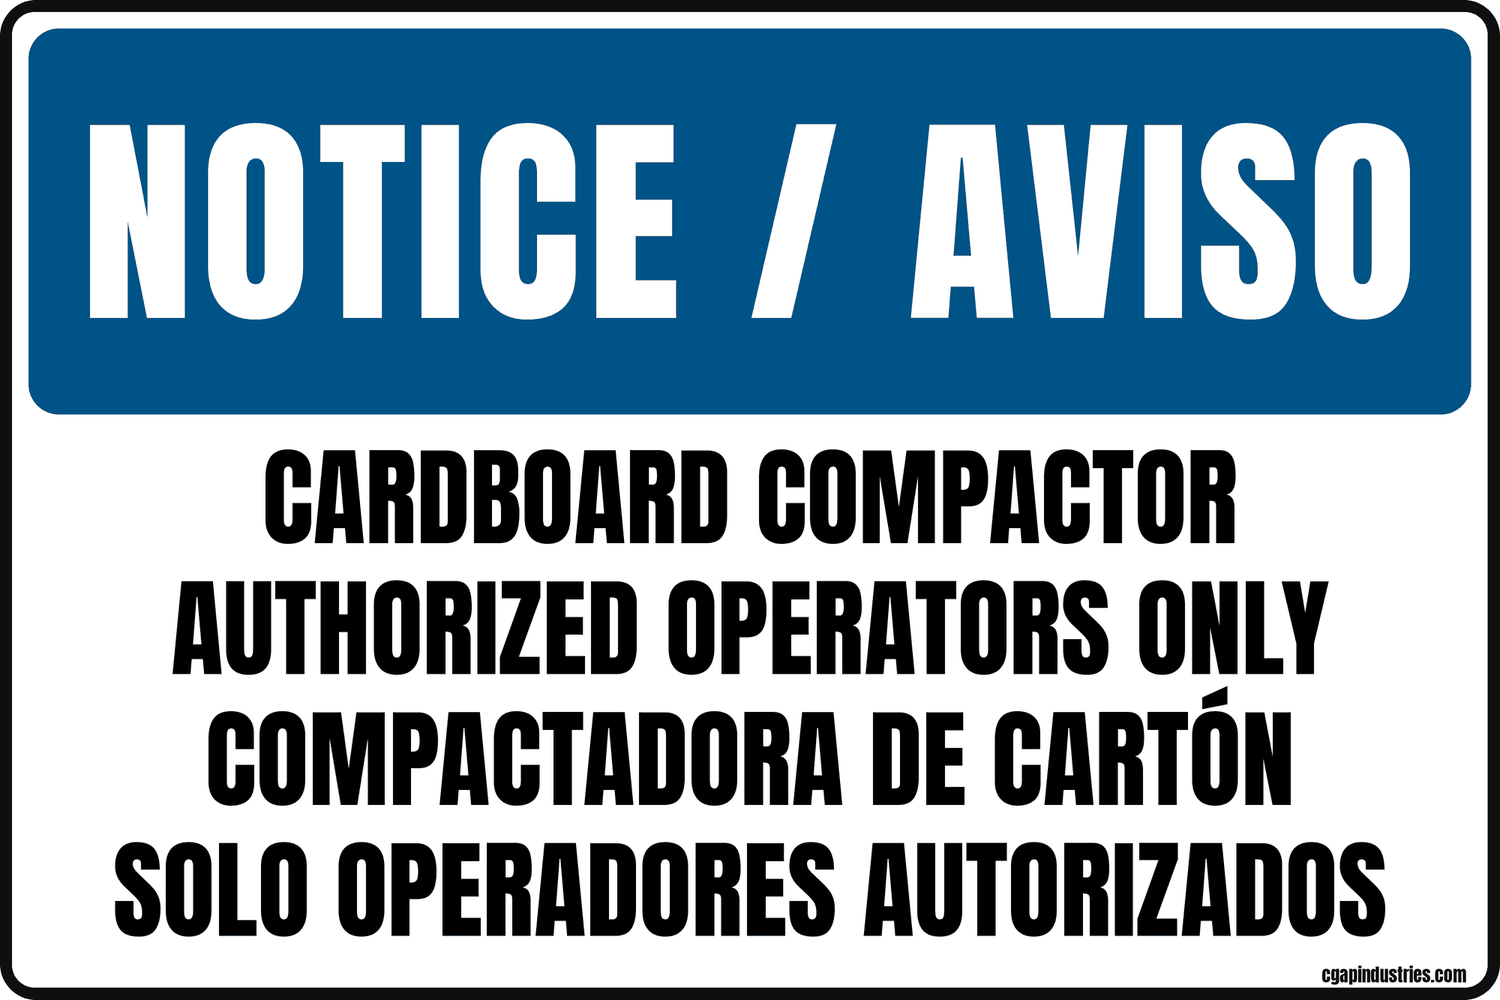 NOTICE / AVISO
CARDBOARD COMPACTOR
AUTHORIZED OPERATORS ONLY
COMPACTADORA DE CARTÓN
SOLO OPERADORES AUTORIZADOS
cgapindustries.com